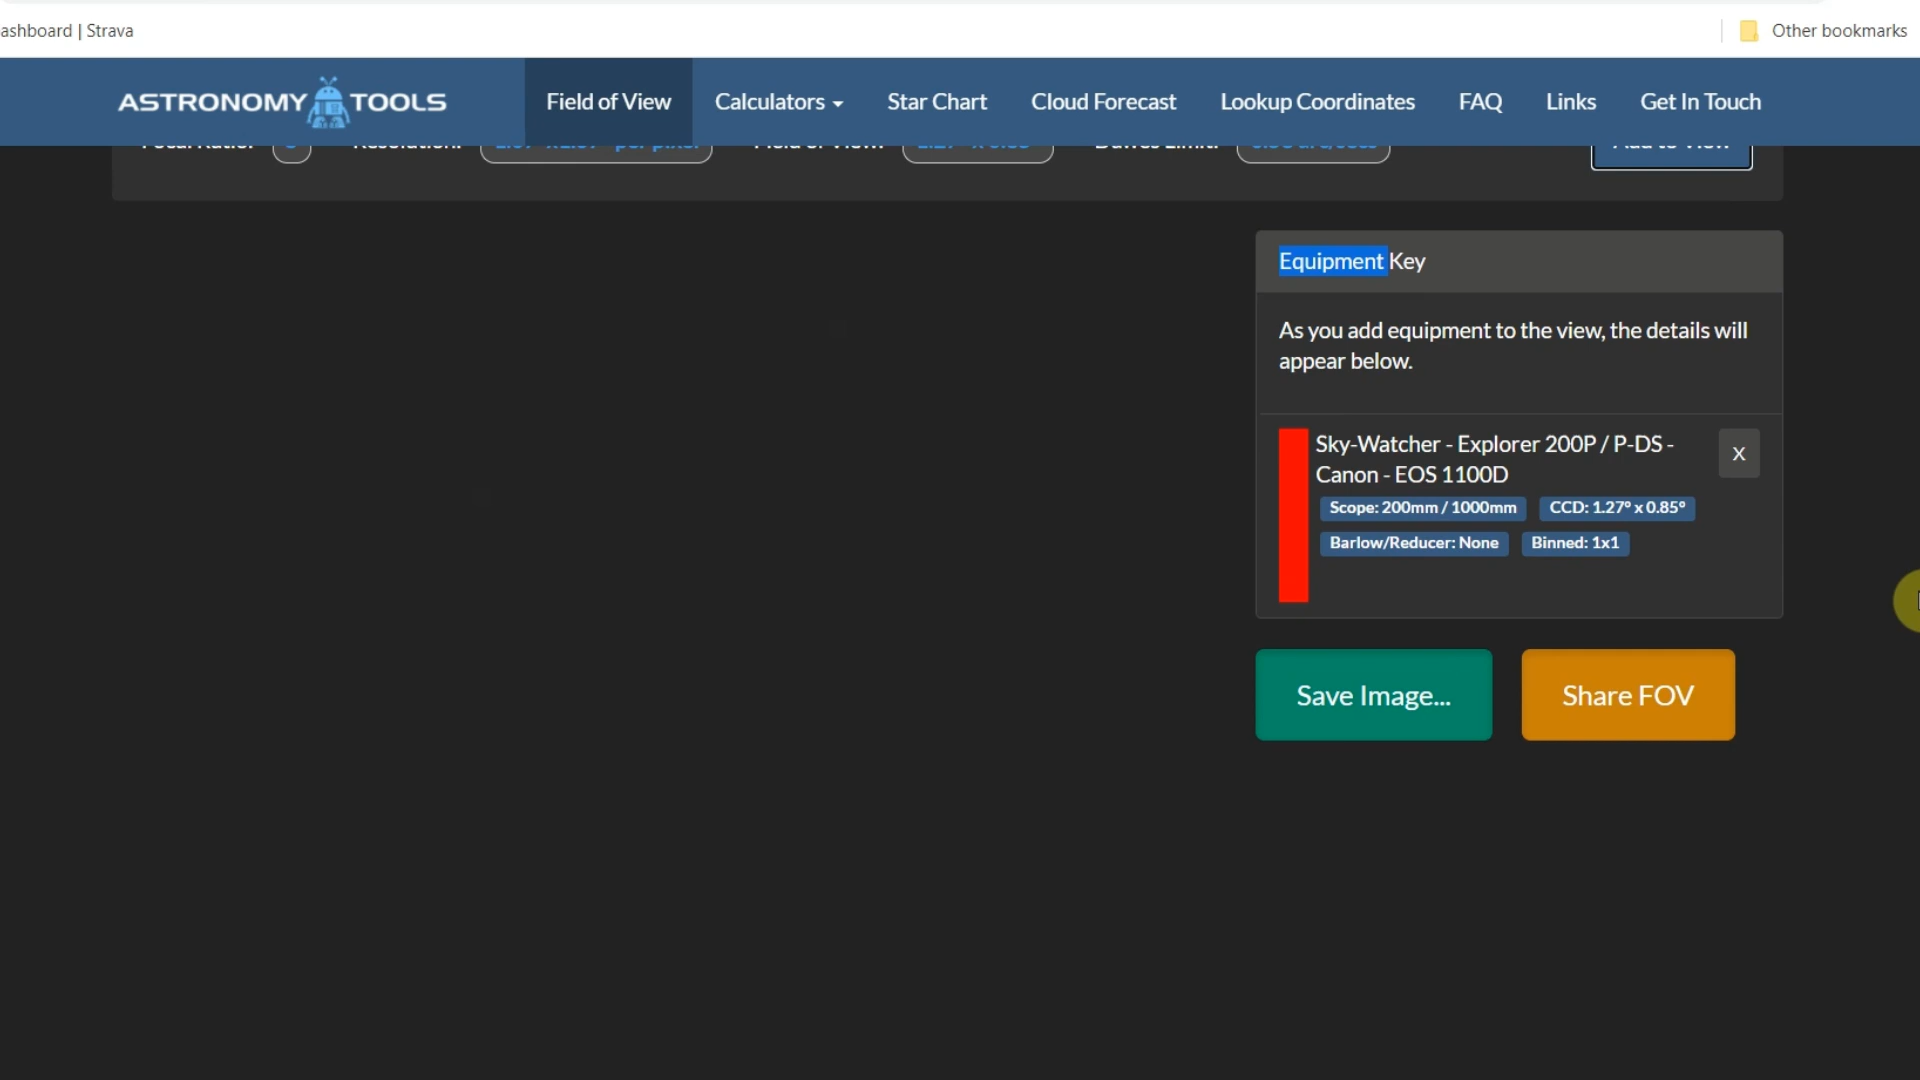 ashboard | Strava
Other bookmarks
ASTRONOMY TOOLS
Field of View
Calculators
Star Chart
Cloud Forecast
Lookup Coordinates
FAQ
Links
Get In Touch
Equipment Key
As you add equipment to the view, the details will
appear below.
Sky-Watcher - Explorer 200P / P-DS -
Canon - EOS 1100D
X
Scope: 200mm / 1000mm
CCD: 1.27° x 0.85°
Barlow/Reducer: None
Binned: 1x1
Save Image...
Share FOV